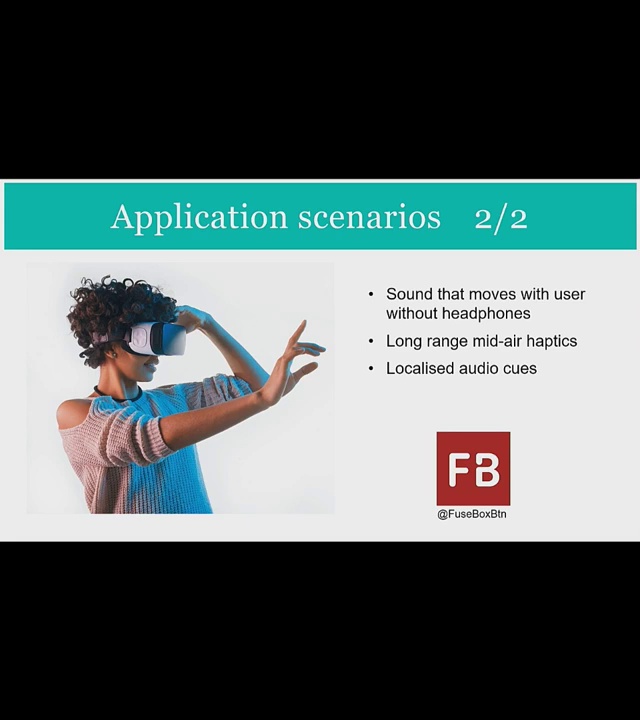 Application scenarios 2/2
• Sound that moves with user
without headphones
• Long range mid-air haptics
• Localised audio cues
FB
@FuseBoxBtn